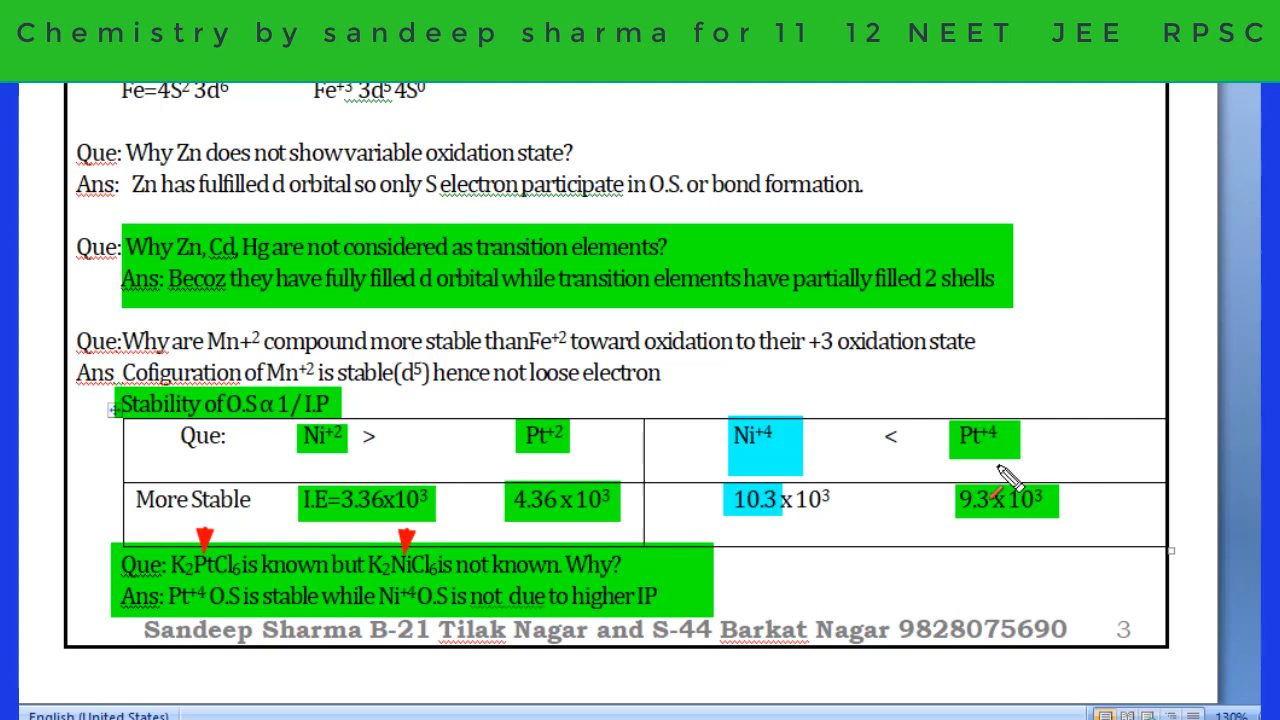 Chemistry by sandeep sharma for 11 12 NEET JEE RPSC
Fe=4S² 3d⁶ Fe⁺³ 3d⁵ 4S⁰
Que: Why Zn does not show variable oxidation state?
Ans: Zn has fulfilled d orbital so only S electron participate in O.S. or bond formation.
Que: Why Zn, Cd, Hg are not considered as transition elements?
Ans: Becoz they have fully filled d orbital while transition elements have partially filled 2 shells
Que:Why are Mn+² compound more stable thanFe⁺² toward oxidation to their +3 oxidation state
Ans Cofiguration of Mn⁺² is stable(d⁵) hence not loose electron
Stability of O.S α 1/ I.P
Que: Ni⁺² > Pt⁺² Ni⁺⁴ < Pt⁺⁴
More Stable I.E=3.36x10³ 4.36 x 10³ 10.3 x 10³ 9.3 x 10³
Que: K₂PtCl₆ is known but K₂NiCl₆is not known. Why?
Ans: Pt⁺⁴ O.S is stable while Ni⁺⁴ O.S is not due to higher IP
Sandeep Sharma B-21 Tilak Nagar and S-44 Barkat Nagar 9828075690 3
English (United States) 130%